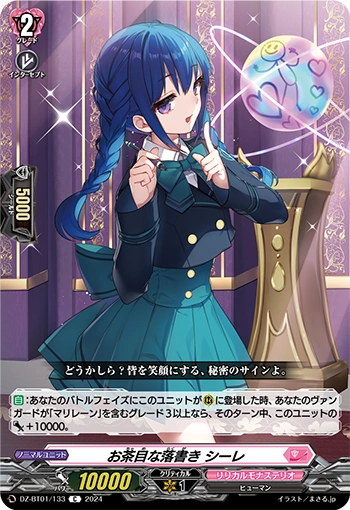 2
グレード
インターセプト
5000
シールド
どうかしら？皆を笑顔にする、秘密のサインよ。
自:あなたのバトルフェイズにこのユニットがRに登場した時、あなたのヴァン
ガードが「マリレーン」を含むグレード３以上なら、そのターン中、このユニットの
+10000。
ノーマルユニット
お茶目な落書き シーレ
リリカルモナステリオ
パワー
10000
クリティカル
1
ヒューマン
DZ-BT01/133 C 2024
イラスト／まさる.jp